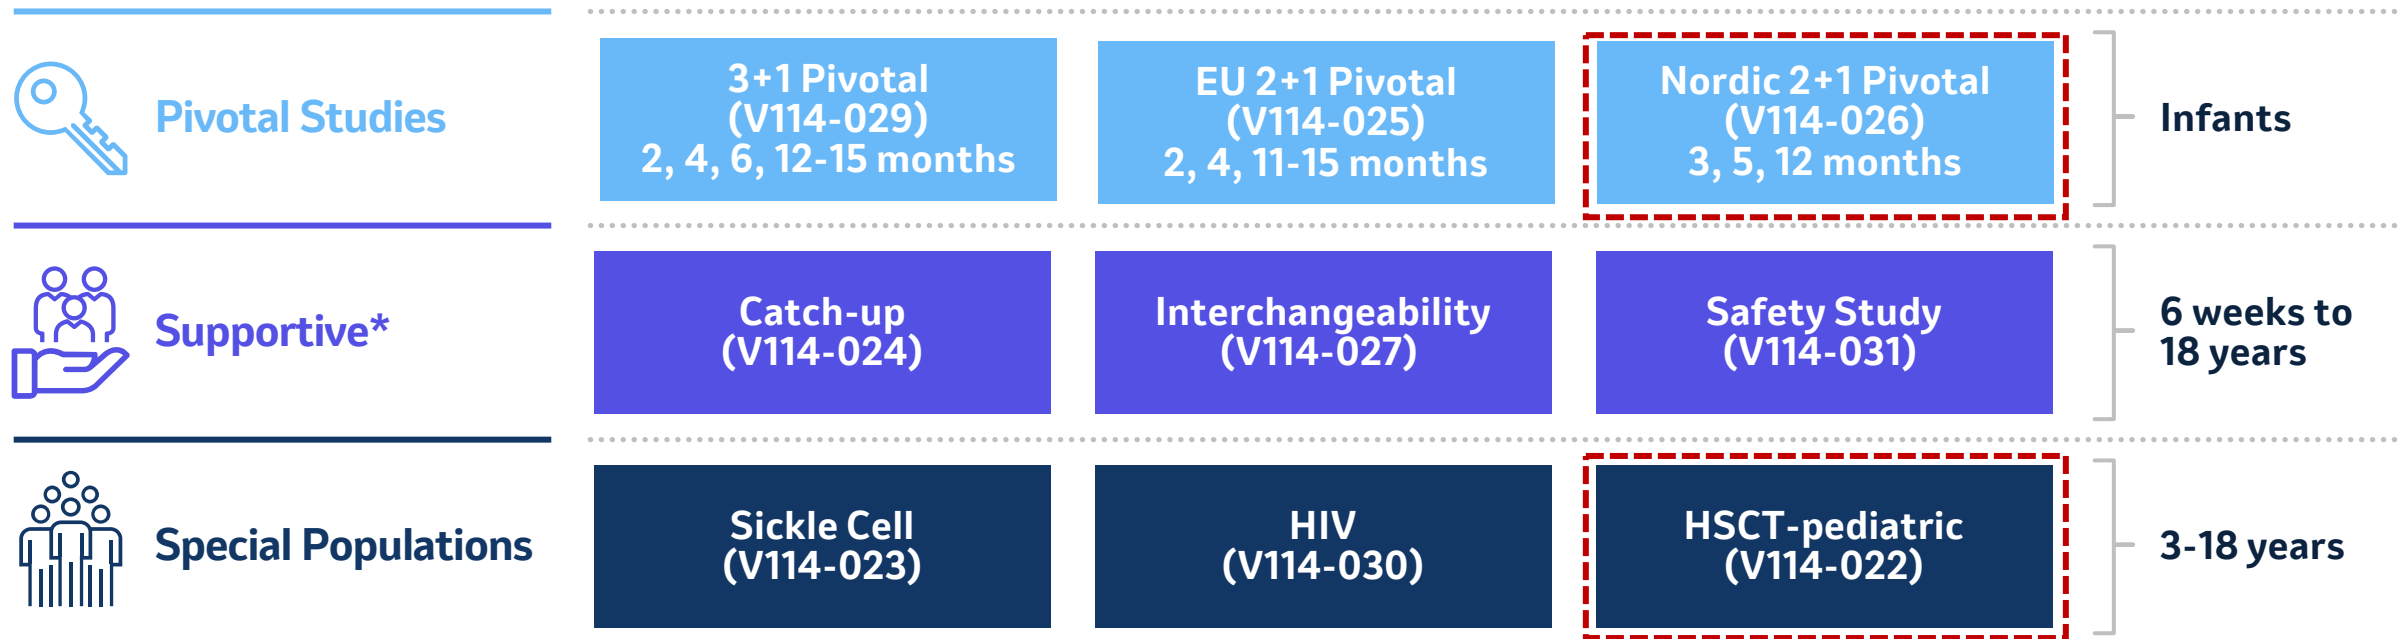 Pivotal Studies
3+1 Pivotal
(V114-029)
2, 4, 6, 12-15 months
EU 2+1 Pivotal
(V114-025)
2, 4, 11-15 months
Nordic 2+1 Pivotal
(V114-026)
3, 5, 12 months
Infants
Supportive*
Catch-up
(V114-024)
Interchangeability
(V114-027)
Safety Study
(V114-031)
6 weeks to
18 years
Special Populations
Sickle Cell
(V114-023)
HIV
(V114-030)
HSCT-pediatric
(V114-022)
3-18 years